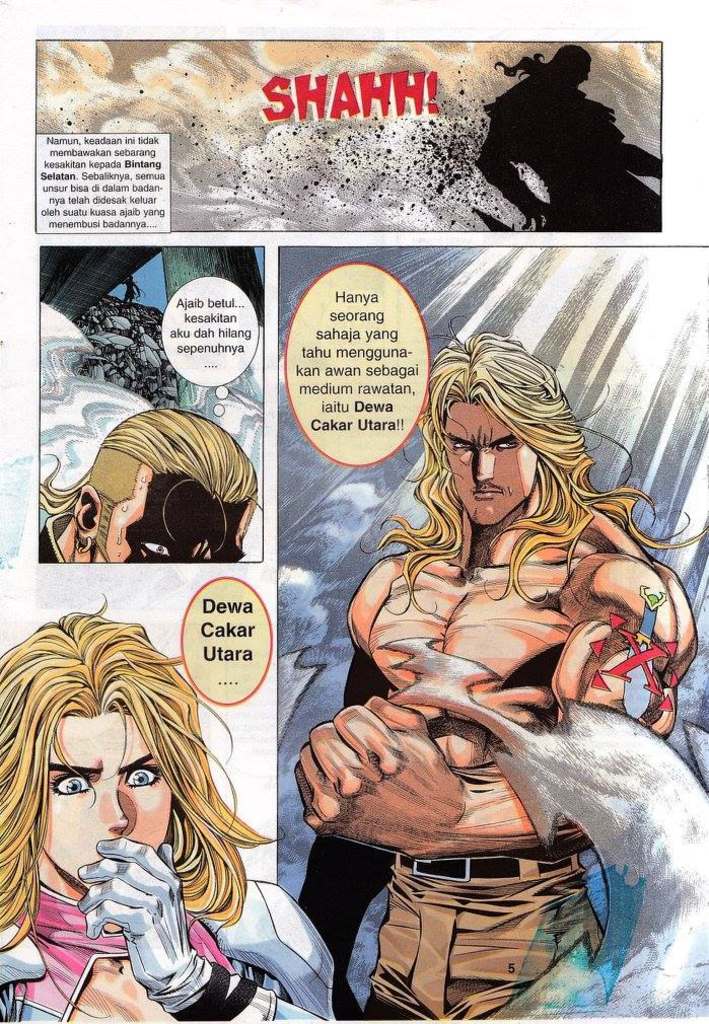 SHAHH!
Namun, keadaan ini tidak
membawakan sebarang
kesakitan kepada Bintang
Selatan. Sebaliknya, semua
unsur bisa di dalam badan-
nya telah didesak keluar
oleh suatu kuasa ajaib yang
menembusi badannya....
Ajaib betul...
kesakitan
aku dah hilang
sepenuhnya
....
Hanya
seorang
sahaja yang
tahu mengguna-
kan awan sebagai
medium rawatan,
iaitu Dewa
Cakar Utara!!
Dewa
Cakar
Utara
....
5